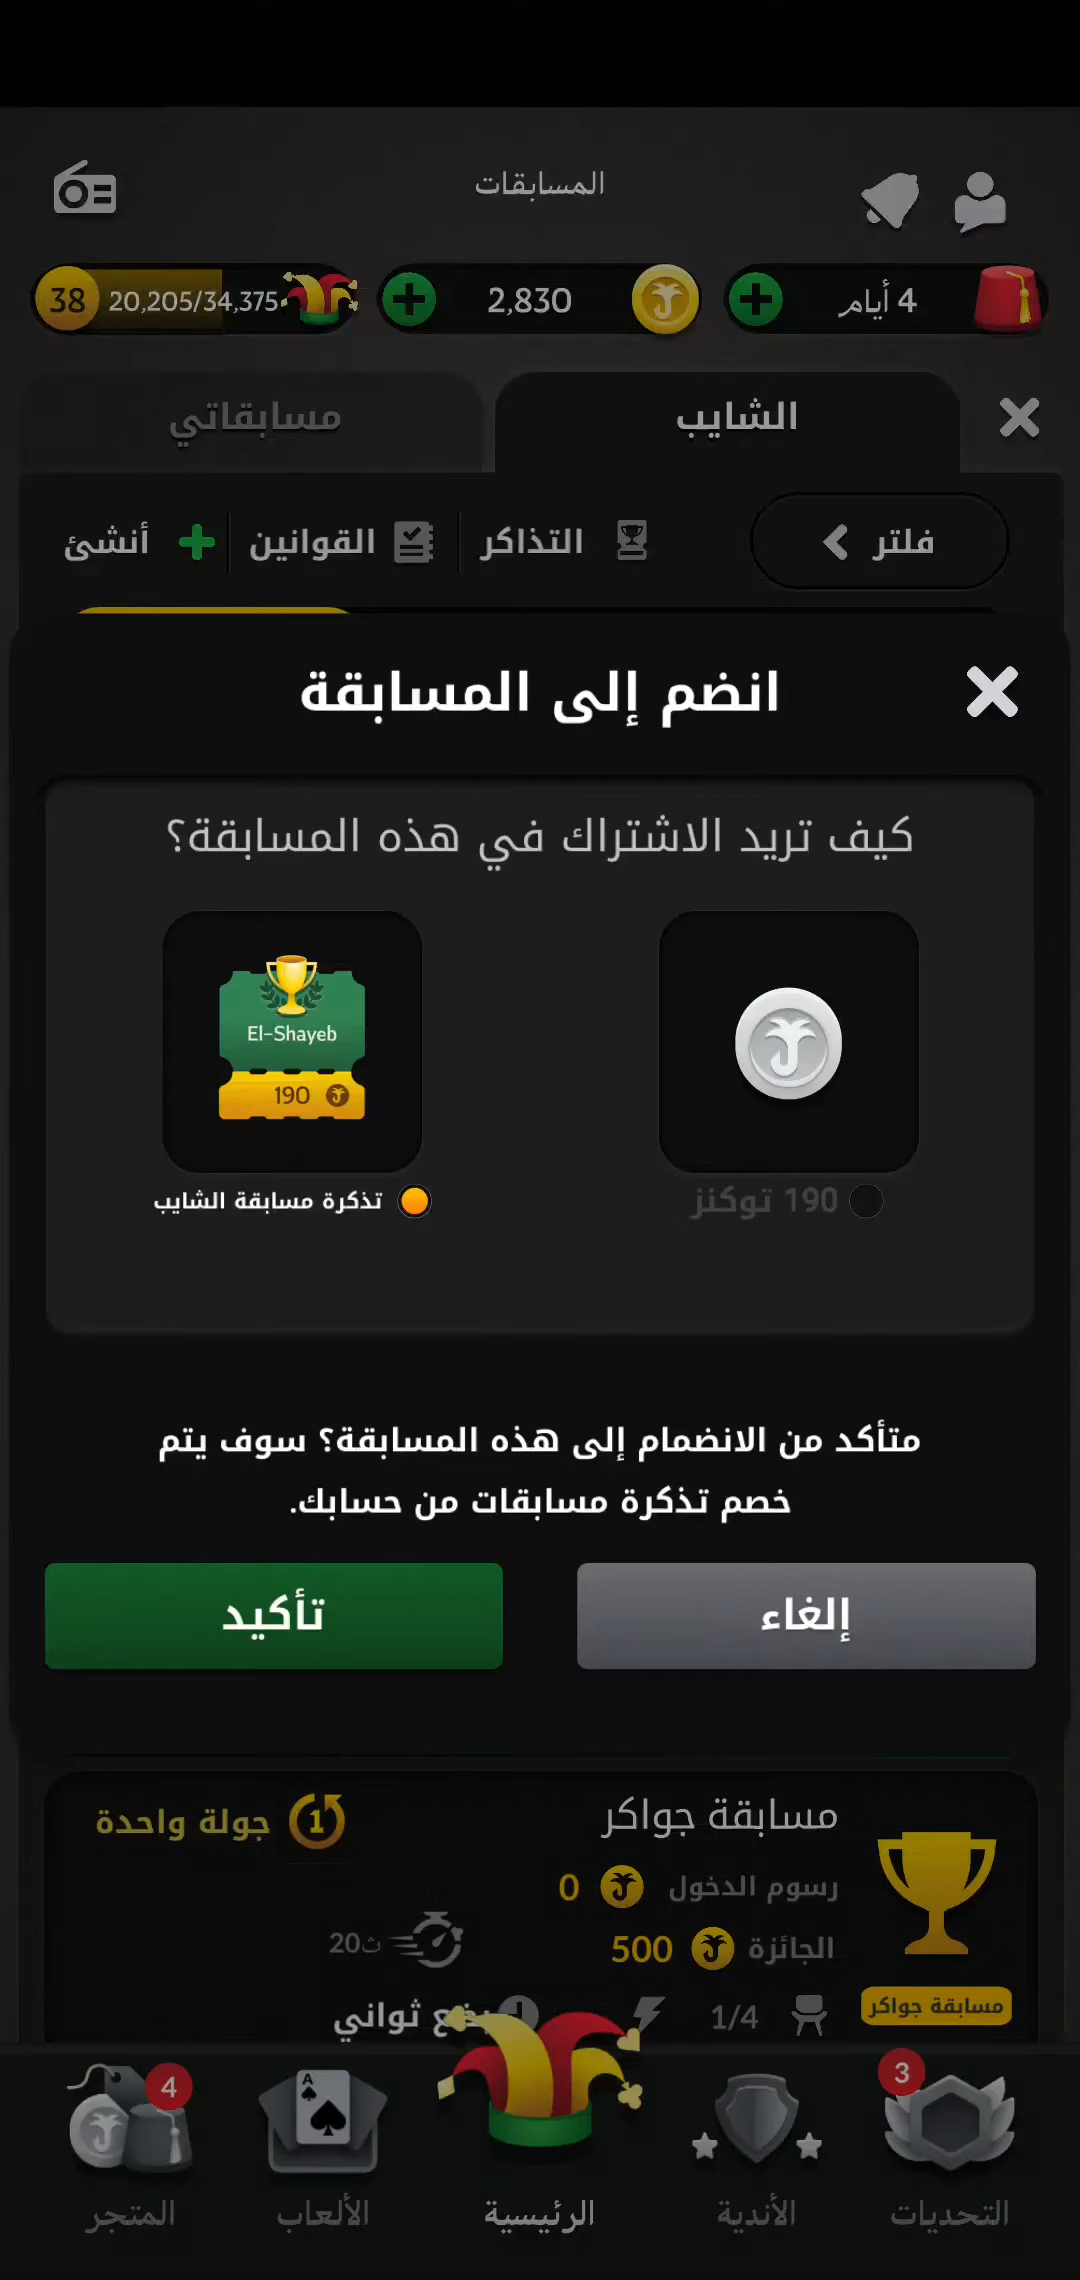 المسابقات
4 أيام
2,830
20,205/34,375
38
الشايب
مسابقاتي
فلتر
التذاكر
القوانين
أنشئ
انضم إلى المسابقة
كيف تريد الاشتراك في هذه المسابقة؟
El-Shayeb
190
190 توكنز
تذكرة مسابقة الشايب
متأكد من الانضمام إلى هذه المسابقة؟ سوف يتم
خصم تذكرة مسابقات من حسابك.
إلغاء
تأكيد
مسابقة جواكر
1
جولة واحدة
رسوم الدخول 0
الجائزة 500
20ث
مسابقة جواكر
1/4
بضع ثواني
3
A
4
التحديات
الأندية
الرئيسية
الألعاب
المتجر